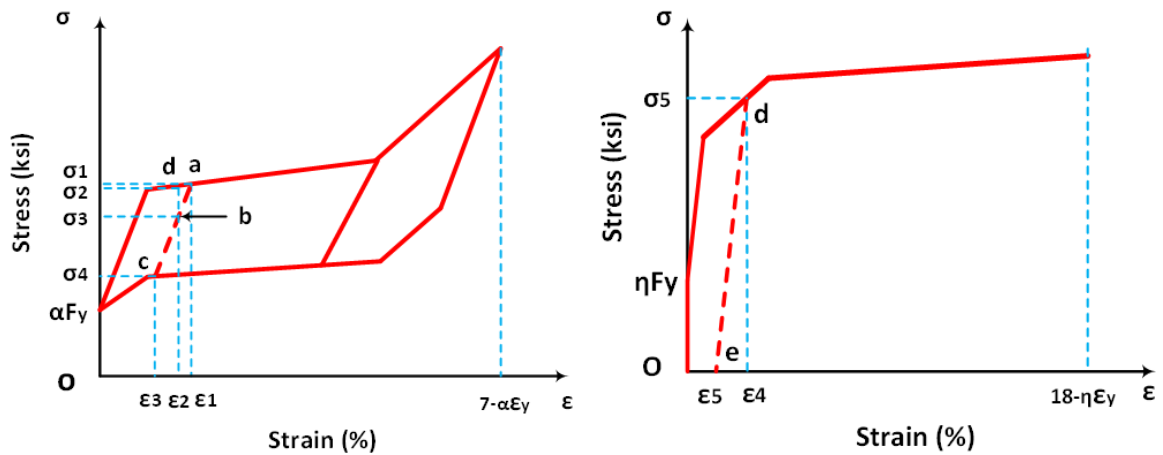 σ
Stress (ksi)
σ1
σ2
σ3
σ4
αFy
O
d
a
b
c
ε3
ε2
ε1
7-αεy
ε
Strain (%)
σ
Stress (ksi)
σ5
ηFy
O
d
e
ε5
ε4
18-ηεy
ε
Strain (%)